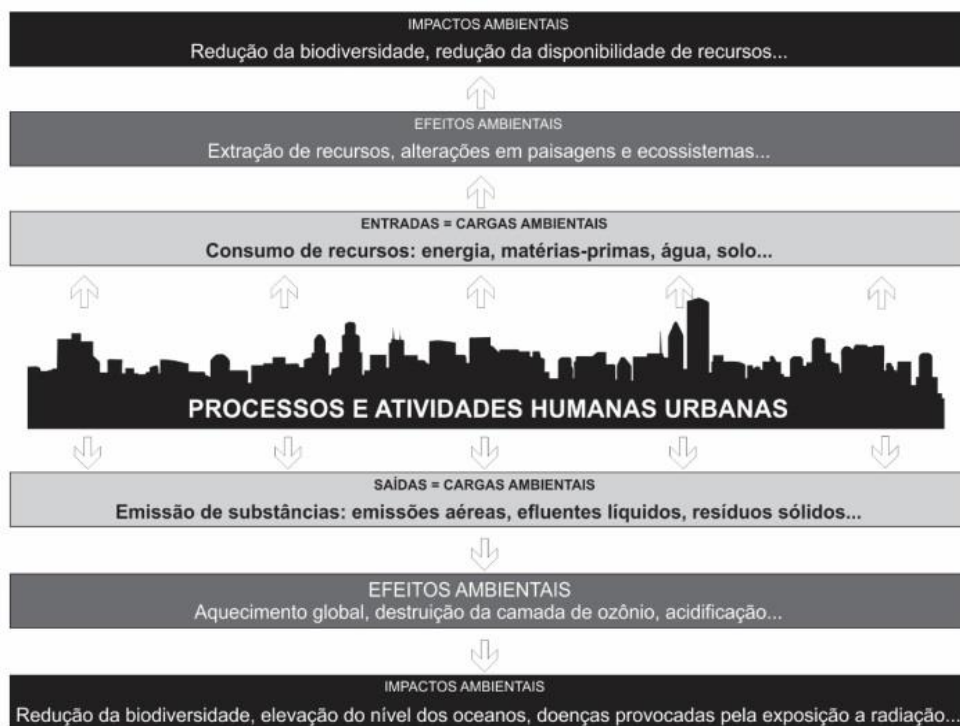 IMPACTOS AMBIENTAIS
Redução da biodiversidade, redução da disponibilidade de recursos...
EFEITOS AMBIENTAIS
Extração de recursos, alterações em paisagens e ecossistemas...
ENTRADAS = CARGAS AMBIENTAIS
Consumo de recursos: energia, matérias-primas, água, solo...
PROCESSOS E ATIVIDADES HUMANAS URBANAS
SAÍDAS = CARGAS AMBIENTAIS
Emissão de substâncias: emissões aéreas, efluentes líquidos, resíduos sólidos...
EFEITOS AMBIENTAIS
Aquecimento global, destruição da camada de ozônio, acidificação...
IMPACTOS AMBIENTAIS
Redução da biodiversidade, elevação do nível dos oceanos, doenças provocadas pela exposição a radiação...